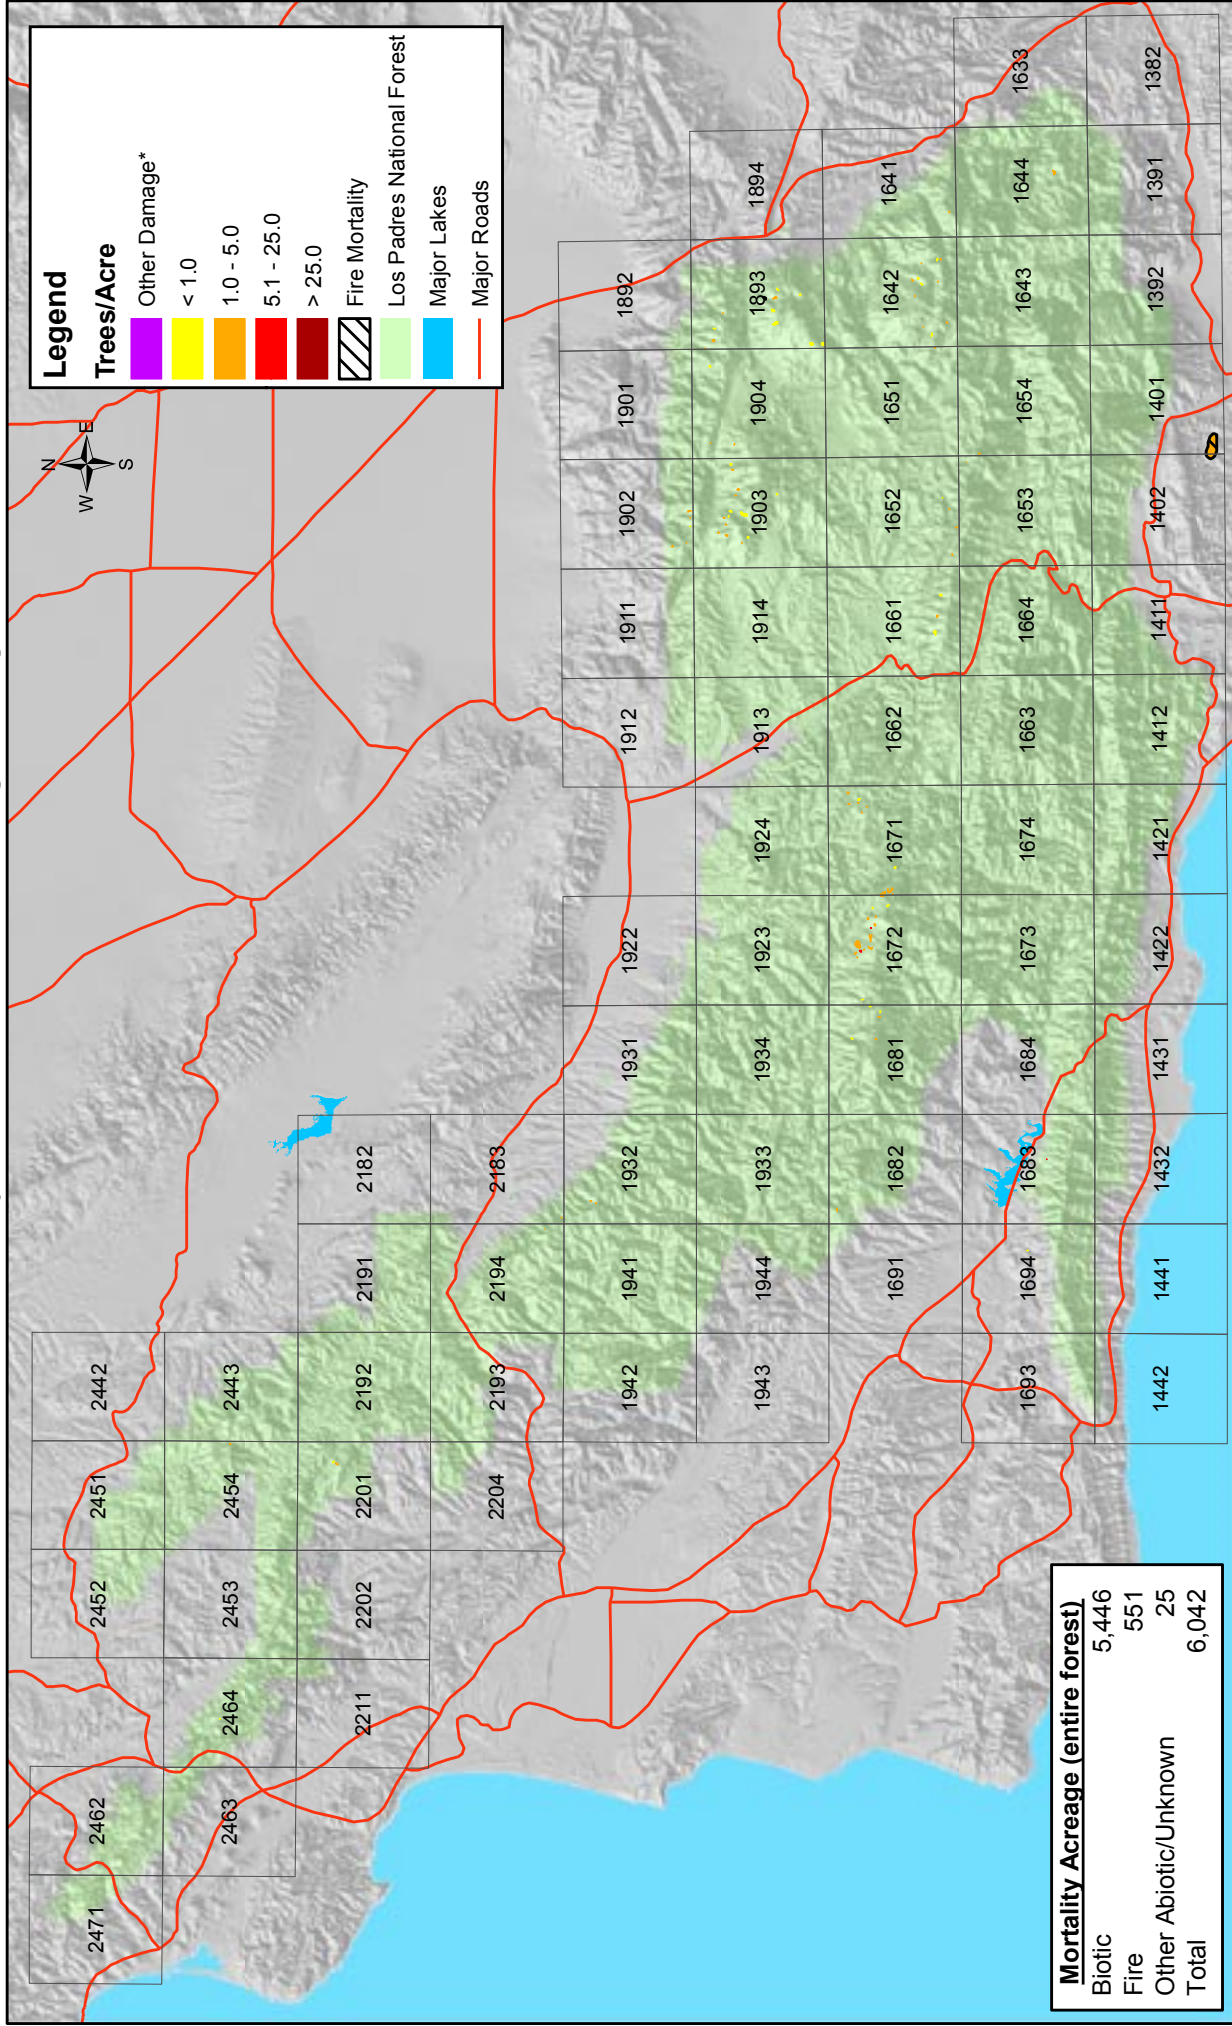 Legend
Trees/Acre
Other Damage*
< 1.0
1.0 - 5.0
5.1 - 25.0
> 25.0
Fire Mortality
Los Padres National Forest
Major Lakes
Major Roads
N
W E
S
2471 2462 2452 2451 2442
2463 2464 2453 2454 2443
2211 2202 2201 2192 2191 2182
2204 2193 2194 2183
1942 1941 1932 1931 1922 1912 1911 1902 1901 1892
1943 1944 1933 1934 1923 1924 1913 1914 1903 1904 1893 1894
1691 1682 1681 1672 1671 1662 1661 1652 1651 1642 1641
1693 1694 1683 1684 1673 1674 1663 1664 1653 1654 1643 1644 1633
1442 1441 1432 1431 1422 1421 1412 1411 1402 1401 1392 1391 1382
Mortality Acreage (entire forest)
Biotic 5,446
Fire 551
Other Abiotic/Unknown 25
Total 6,042